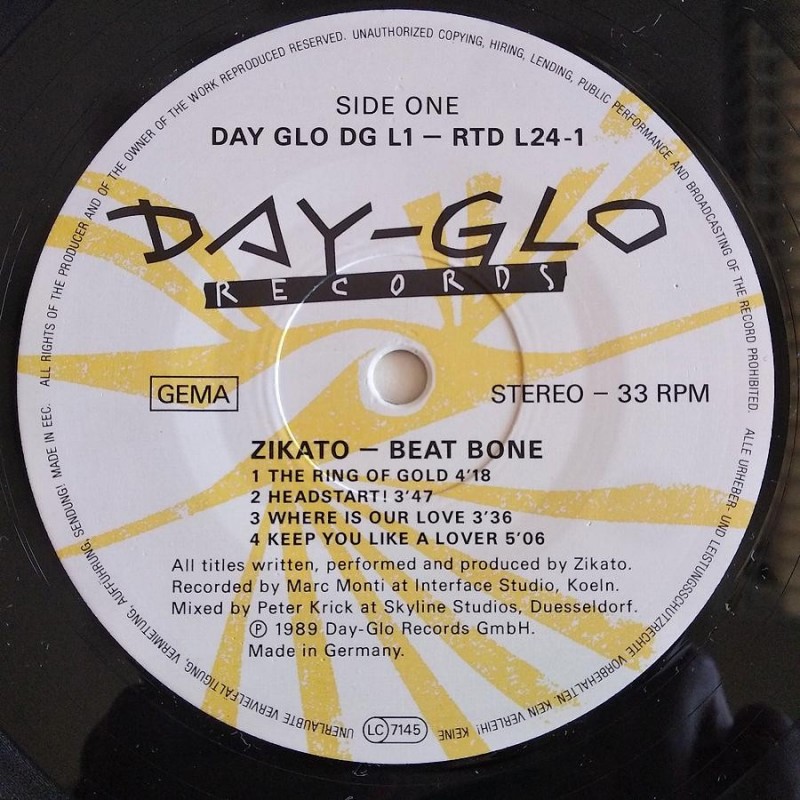 SIDE ONE
DAY GLO DG L1 – RTD L24-1
DAY-GLO
RECORDS
GEMA
STEREO – 33 RPM
ZIKATO – BEAT BONE
1 THE RING OF GOLD 4'18
2 HEADSTART! 3'47
3 WHERE IS OUR LOVE 3'36
4 KEEP YOU LIKE A LOVER 5'06
All titles written, performed and produced by Zikato.
Recorded by Marc Monti at Interface Studio, Koeln.
Mixed by Peter Krick at Skyline Studios, Duesseldorf.
℗ 1989 Day-Glo Records GmbH.
Made in Germany.
LC 7145
ALL RIGHTS OF THE PRODUCER AND OF THE OWNER OF THE WORK REPRODUCED RESERVED. UNAUTHORIZED COPYING, HIRING, LENDING, PUBLIC PERFORMANCE AND BROADCASTING OF THE RECORD PROHIBITED. ALLE URHEBER- UND LEISTUNGSSCHUTZRECHTE VORBEHALTEN. KEIN VERLEIH! KEINE UNERLAUBTE VERVIELFÄLTIGUNG, VERMIETUNG, AUFFÜHRUNG, SENDUNG! MADE IN EEC.